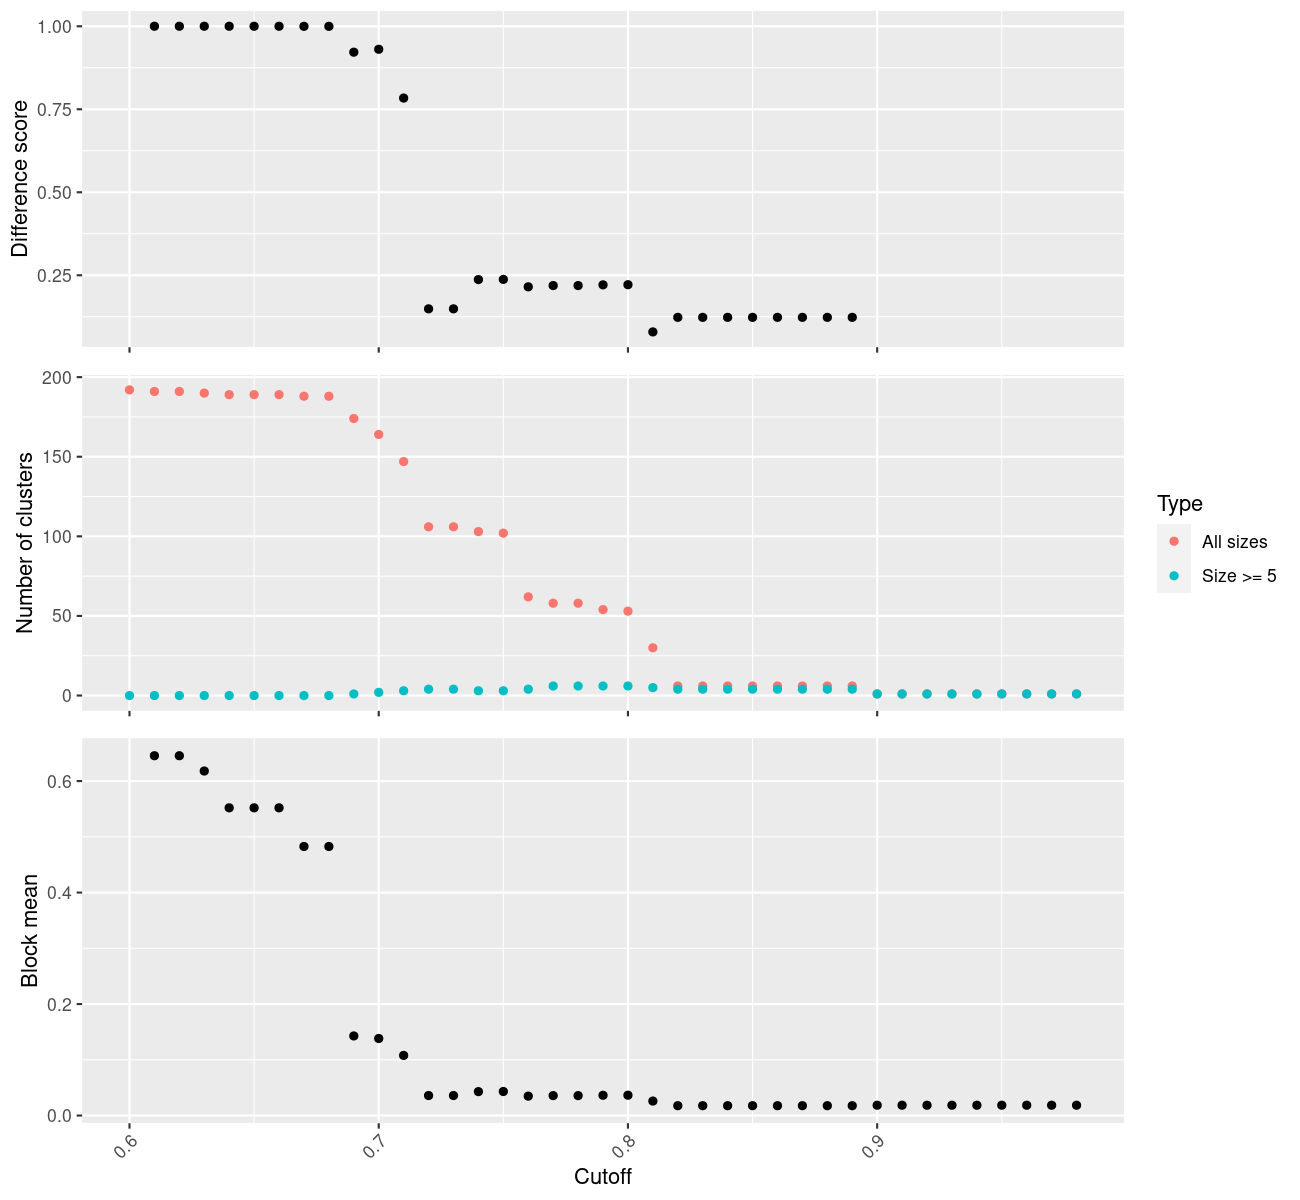 Difference score
1.00
0.75
0.50
0.25
Number of clusters
200
150
100
50
0
Type
All sizes
Size >= 5
Block mean
0.6
0.4
0.2
0.0
0.6 0.7 0.8 0.9
Cutoff